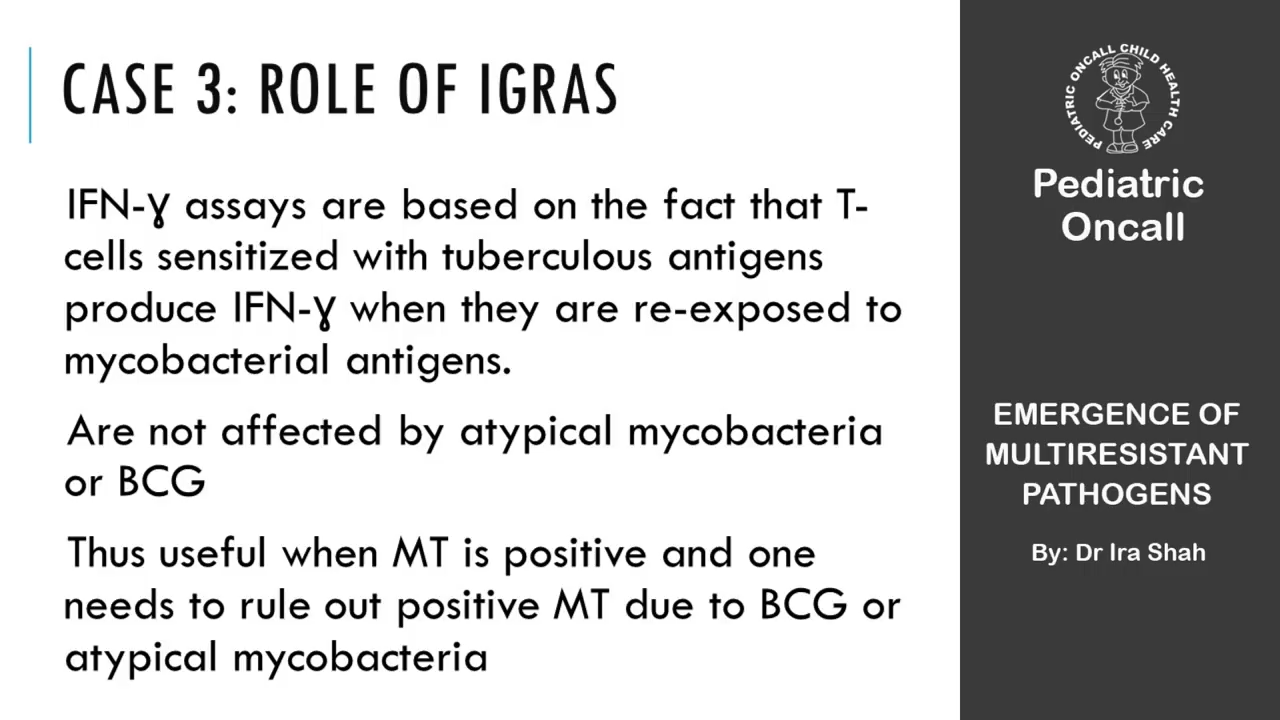 CASE 3: ROLE OF IGRAS
IFN-Ɣ assays are based on the fact that T-
cells sensitized with tuberculous antigens
produce IFN-Ɣ when they are re-exposed to
mycobacterial antigens.
Are not affected by atypical mycobacteria
or BCG
Thus useful when MT is positive and one
needs to rule out positive MT due to BCG or
atypical mycobacteria
PEDIATRIC ONCALL CHILD HEALTH CARE
Pediatric
Oncall
EMERGENCE OF
MULTIRESISTANT
PATHOGENS
By: Dr Ira Shah